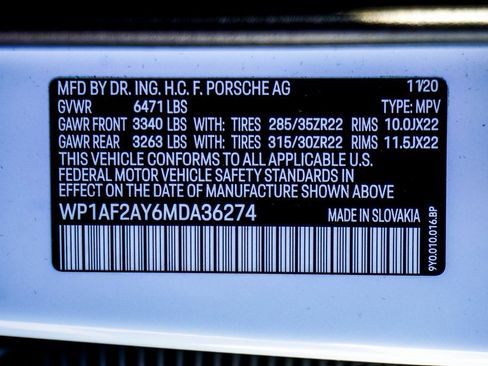 MFD BY DR. ING. H.C. F. PORSCHE AG 11/20
GVWR 6471 LBS TYPE: MPV
GAWR FRONT 3340 LBS WITH: TIRES 285/35ZR22 RIMS 10.0JX22
GAWR REAR 3263 LBS WITH: TIRES 315/30ZR22 RIMS 11.5JX22
THIS VEHICLE CONFORMS TO ALL APPLICABLE U.S.
FEDERAL MOTOR VEHICLE SAFETY STANDARDS IN
EFFECT ON THE DATE OF MANUFACTURE SHOWN ABOVE
WP1AF2AY6MDA36274 MADE IN SLOVAKIA
9Y0.010.016.BP